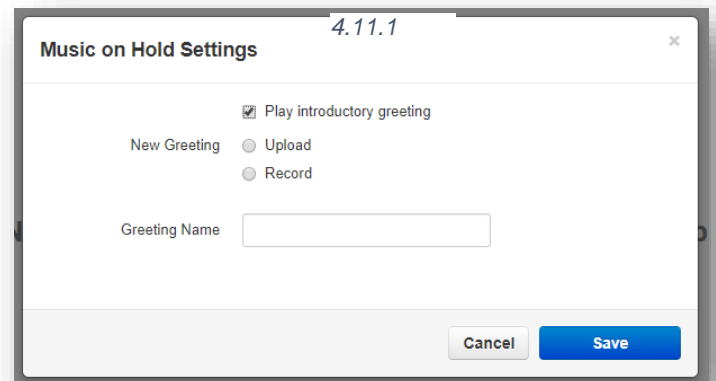 4.11.1
Music on Hold Settings
×
Play introductory greeting
New Greeting
Upload
Record
Greeting Name
Cancel
Save